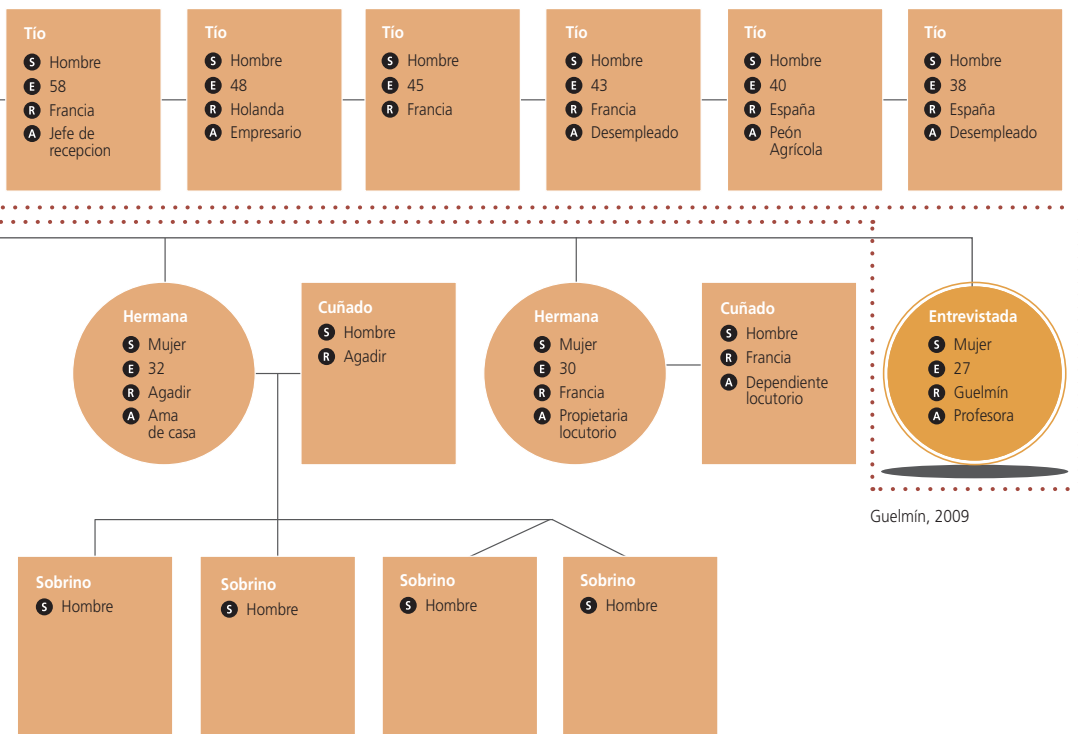 Tío
S Hombre
E 58
R Francia
A Jefe de
recepcion
Tío
S Hombre
E 48
R Holanda
A Empresario
Tío
S Hombre
E 45
R Francia
Tío
S Hombre
E 43
R Francia
A Desempleado
Tío
S Hombre
E 40
R España
A Peón
Agrícola
Tío
S Hombre
E 38
R España
A Desempleado
Hermana
S Mujer
E 32
R Agadir
A Ama
de casa
Cuñado
S Hombre
R Agadir
Hermana
S Mujer
E 30
R Francia
A Propietaria
locutorio
Cuñado
S Hombre
R Francia
A Dependiente
locutorio
Entrevistada
S Mujer
E 27
R Guelmín
A Profesora
Guelmín, 2009
Sobrino
S Hombre
Sobrino
S Hombre
Sobrino
S Hombre
Sobrino
S Hombre